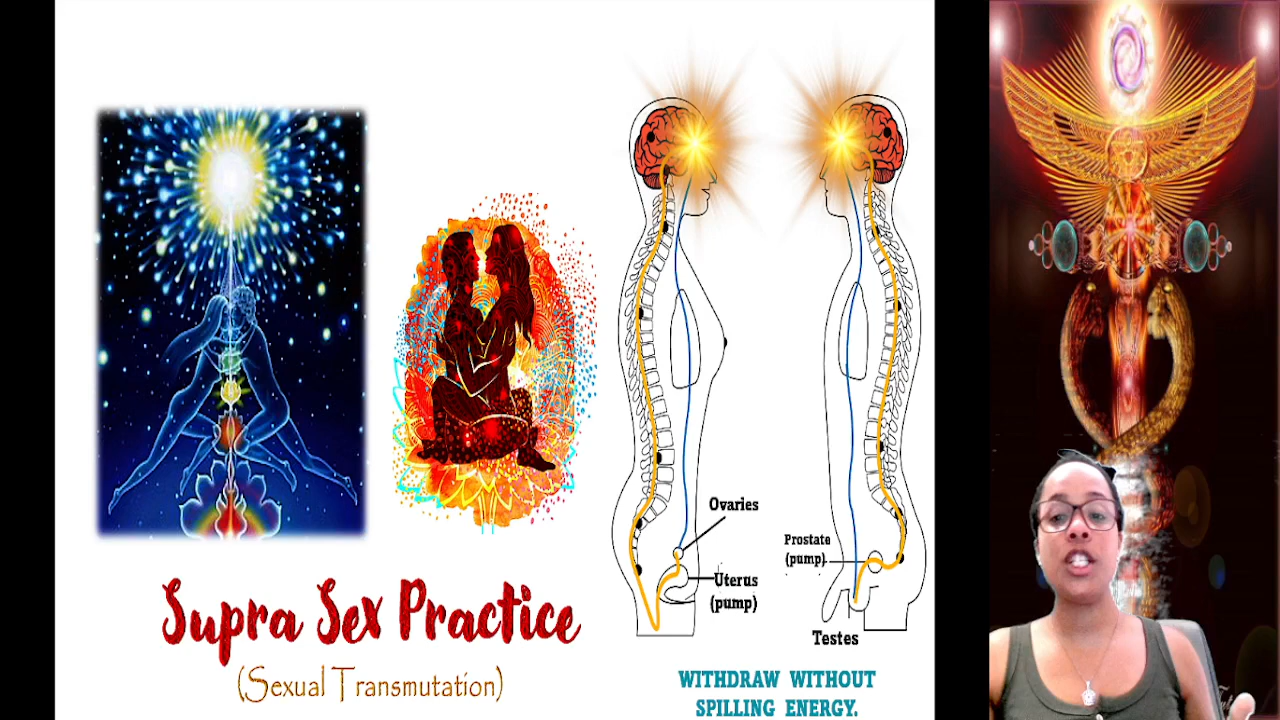 Ovaries
Uterus
(pump)
Prostate
(pump)
Testes
Supra Sex Practice
(Sexual Transmutation)
WITHDRAW WITHOUT
SPILLING ENERGY.